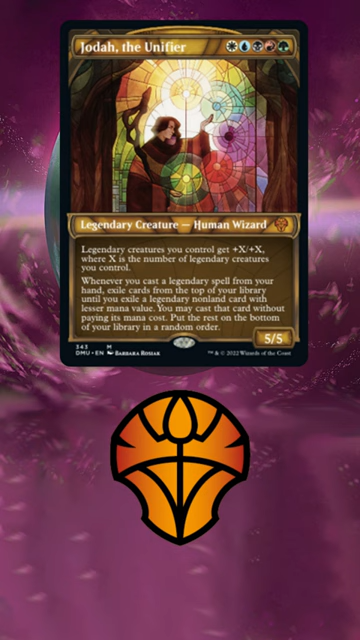 Jodah, the Unifier
Legendary Creature — Human Wizard
Legendary creatures you control get +X/+X,
where X is the number of legendary creatures
you control.
Whenever you cast a legendary spell from your
hand, exile cards from the top of your library
until you exile a legendary nonland card with
lesser mana value. You may cast that card without
paying its mana cost. Put the rest on the bottom
of your library in a random order.
5/5
343 M
DMU • EN
™ & © 2022 Wizards of the Coast